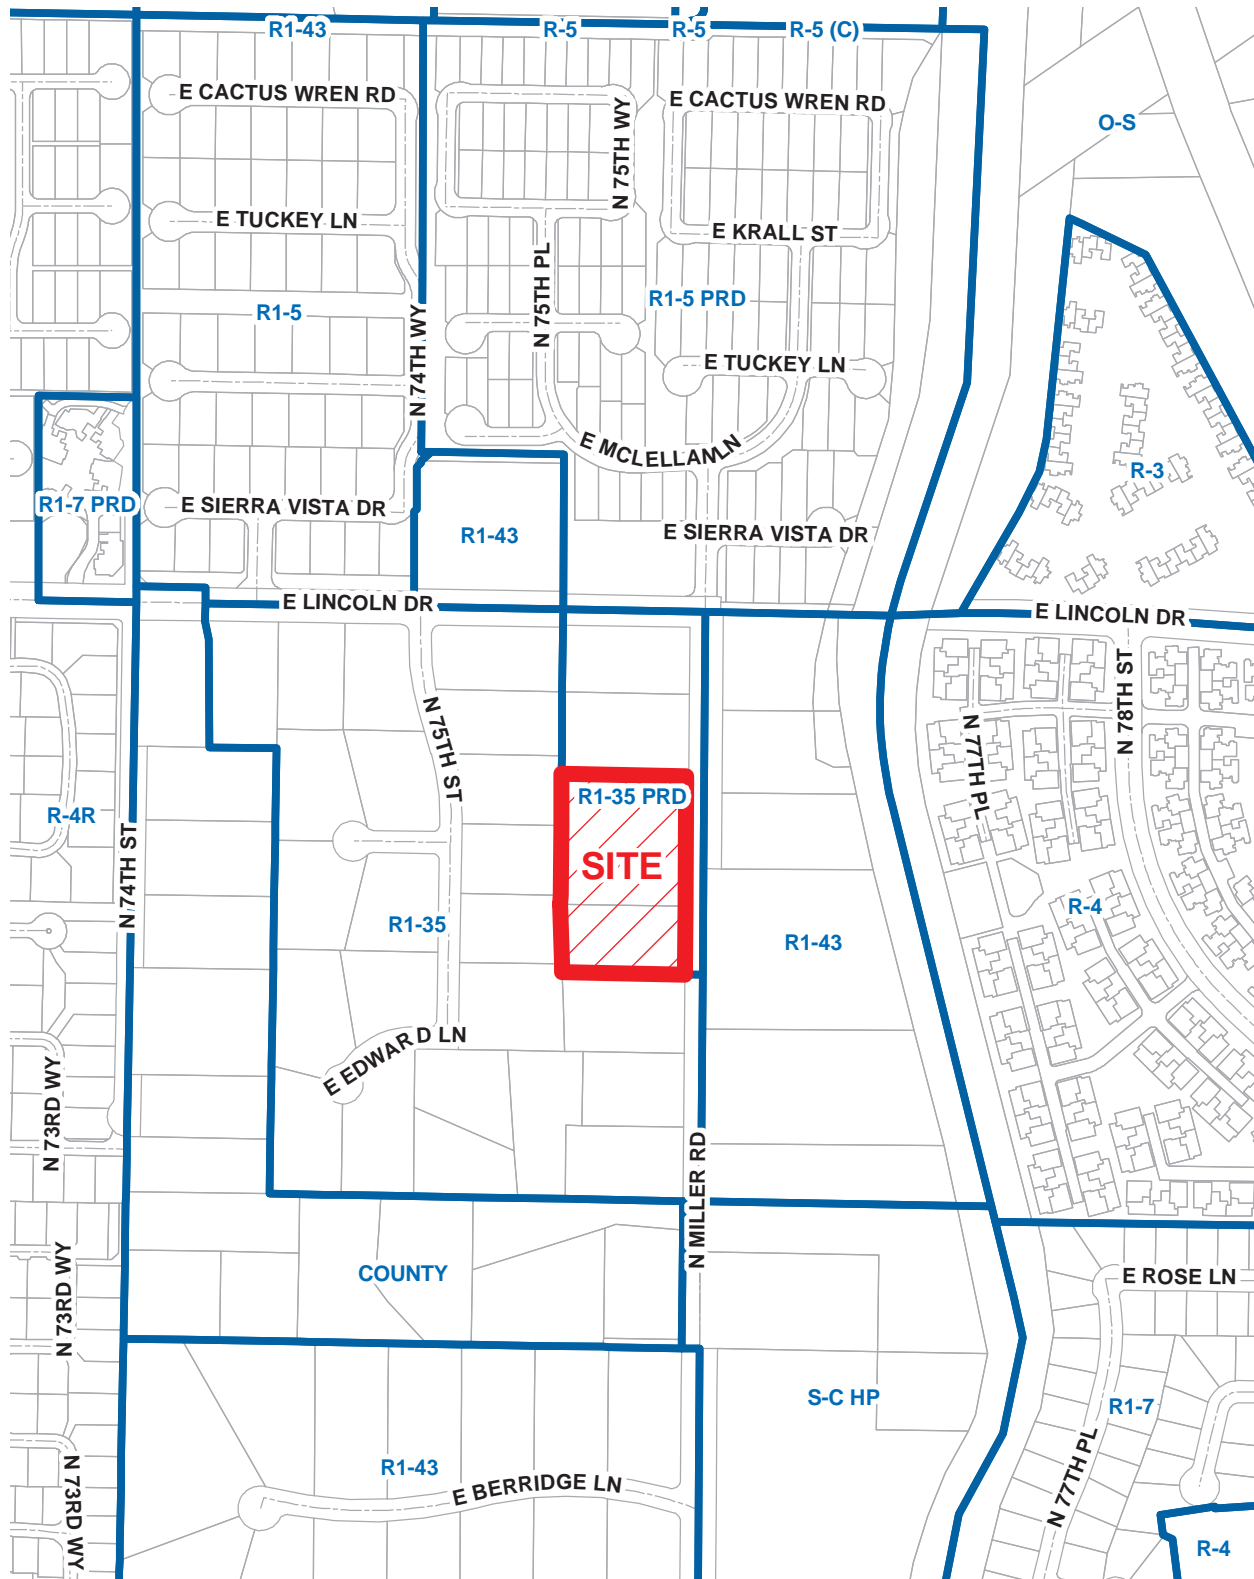 R1-43
R-5
R-5
R-5 (C)
E CACTUS WREN RD
E CACTUS WREN RD
N 75TH WY
O-S
E TUCKEY LN
E KRALL ST
N 75TH PL
R1-5
R1-5 PRD
N 74TH WY
E TUCKEY LN
E MCLELLAN LN
R-3
R1-7 PRD
E SIERRA VISTA DR
R1-43
E SIERRA VISTA DR
E LINCOLN DR
E LINCOLN DR
N 75TH ST
N 77TH PL
N 78TH ST
R1-35 PRD
R-4R
N 74TH ST
SITE
R1-35
R1-43
R-4
E EDWARD LN
N 73RD WY
N MILLER RD
N 73RD WY
COUNTY
E ROSE LN
S-C HP
R1-7
R1-43
E BERRIDGE LN
N 77TH PL
N 73RD WY
R-4